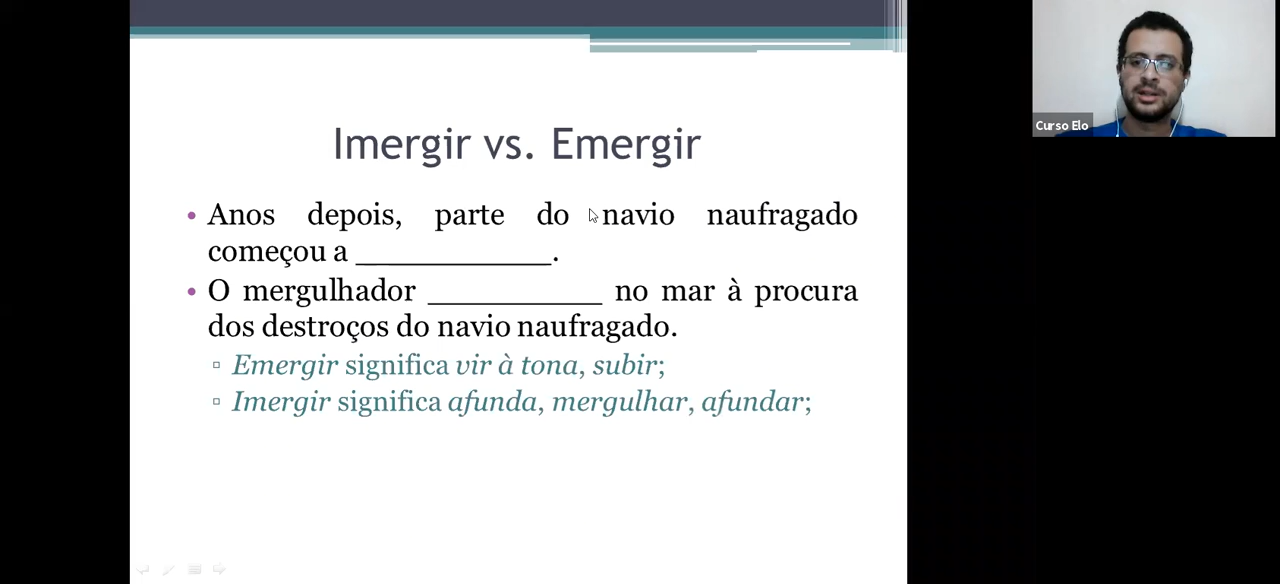 Imergir vs. Emergir
• Anos depois, parte do navio naufragado
começou a ____________.
• O mergulhador ___________ no mar à procura
dos destroços do navio naufragado.
▫ Emergir significa vir à tona, subir;
▫ Imergir significa afunda, mergulhar, afundar;
Curso Elo